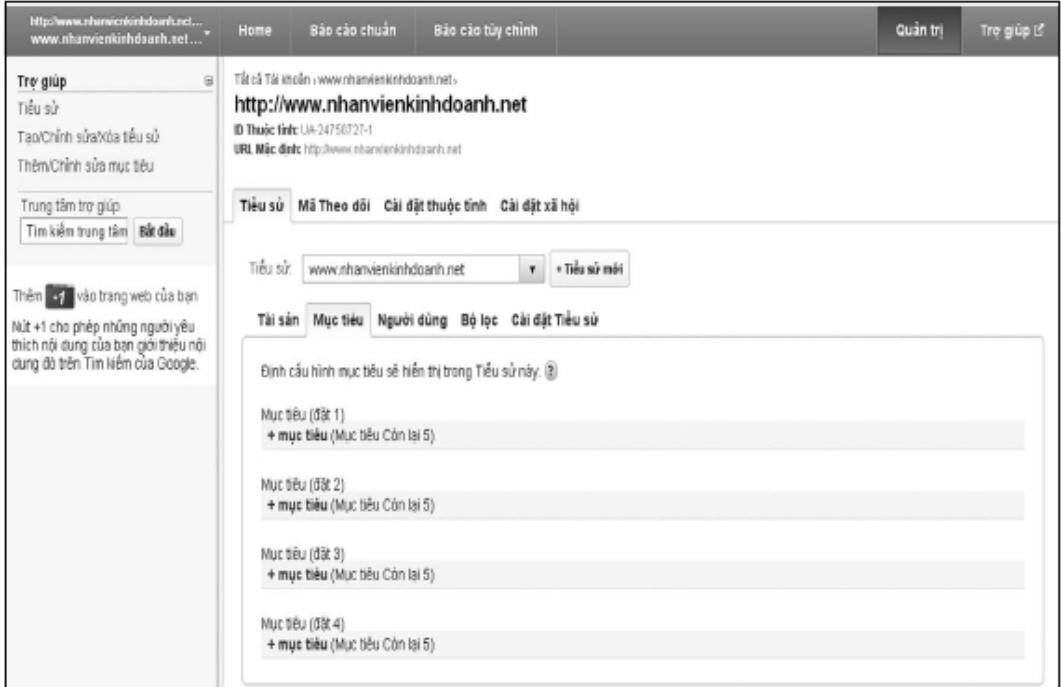 http://www.nhanvienkinhdoanh.net...
www.nhanvienkinhdoanh.net...
Home Báo cáo chuẩn Báo cáo tùy chỉnh Quản trị Trợ giúp
Trợ giúp
Tiểu sử
Tạo/Chỉnh sửa/Xóa tiểu sử
Thêm/Chỉnh sửa mục tiêu
Trung tâm trợ giúp
Tìm kiếm trung tâm Bắt đầu
Thêm +1 vào trang web của bạn
Nút +1 cho phép những người yêu
thích nội dung của bạn giới thiệu nội
dung đó trên Tìm kiếm của Google.
Tất cả Tài khoản › www.nhanvienkinhdoanh.net ›
http://www.nhanvienkinhdoanh.net
ID Thuộc tính: UA-24750727-1
URL Mặc định: http://www.nhanvienkinhdoanh.net
Tiểu sử Mã Theo dõi Cài đặt thuộc tính Cài đặt xã hội
Tiểu sử: www.nhanvienkinhdoanh.net + Tiểu sử mới
Tài sản Mục tiêu Người dùng Bộ lọc Cài đặt Tiểu sử
Định cấu hình mục tiêu sẽ hiển thị trong Tiểu sử này. ?
Mục tiêu (đặt 1)
+ mục tiêu (Mục tiêu Còn lại 5)
Mục tiêu (đặt 2)
+ mục tiêu (Mục tiêu Còn lại 5)
Mục tiêu (đặt 3)
+ mục tiêu (Mục tiêu Còn lại 5)
Mục tiêu (đặt 4)
+ mục tiêu (Mục tiêu Còn lại 5)